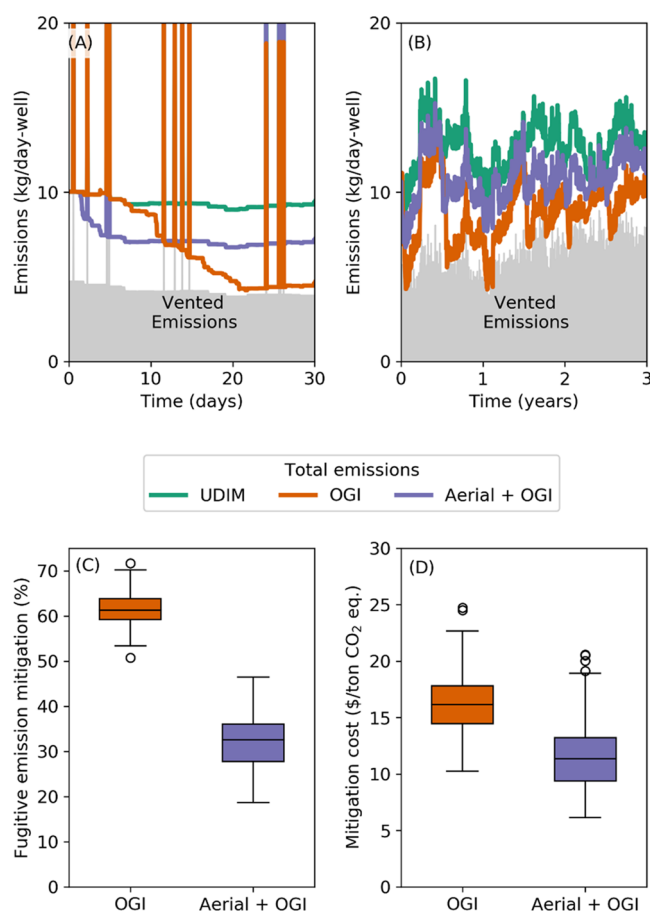 (A)
Emissions (kg/day-well)
20
10
0
Vented
Emissions
0
10
20
30
Time (days)
(B)
Emissions (kg/day-well)
20
10
0
Vented
Emissions
0
1
2
3
Time (years)
Total emissions
UDIM
OGI
Aerial + OGI
(C)
Fugitive emission mitigation (%)
70
60
50
40
30
20
10
0
OGI
Aerial + OGI
(D)
Mitigation cost ($/ton CO₂ eq.)
30
25
20
15
10
5
0
OGI
Aerial + OGI